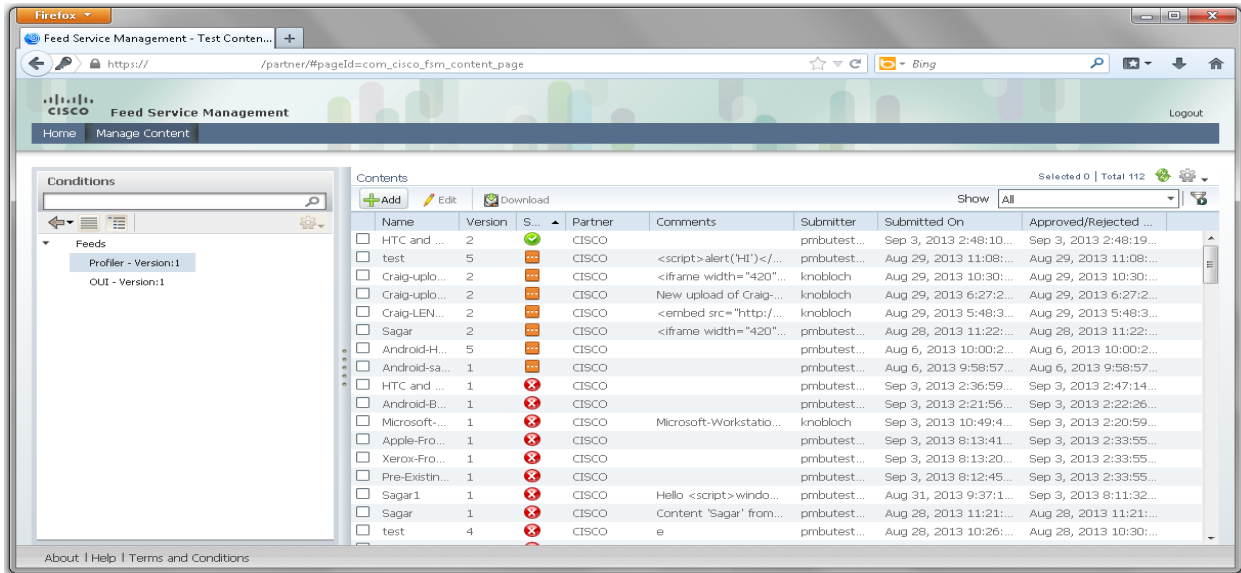 Firefox
Feed Service Management - Test Conten... +
https:// /partner/#pageId=com_cisco_fsm_content_page Bing
CISCO Feed Service Management Logout
Home Manage Content
Conditions
Feeds
Profiler - Version:1
OUI - Version:1
Contents Selected 0 | Total 112
Add Edit Download Show All
Name Version S... Partner Comments Submitter Submitted On Approved/Rejected ...
HTC and ... 2 CISCO pmbutest... Sep 3, 2013 2:48:10... Sep 3, 2013 2:48:19...
test 5 CISCO <script>alert('HI')</... pmbutest... Aug 29, 2013 11:08:... Aug 29, 2013 11:08:...
Craig-uplo... 2 CISCO <iframe width="420"... knobloch Aug 29, 2013 10:30:... Aug 29, 2013 10:30:...
Craig-uplo... 2 CISCO New upload of Craig-... knobloch Aug 29, 2013 6:27:2... Aug 29, 2013 6:27:2...
Craig-LEN... 2 CISCO <embed src="http:/... knobloch Aug 29, 2013 5:48:3... Aug 29, 2013 5:48:3...
Sagar 2 CISCO <iframe width="420"... pmbutest... Aug 28, 2013 11:22:... Aug 28, 2013 11:22:...
Android-H... 5 CISCO pmbutest... Aug 6, 2013 10:00:2... Aug 6, 2013 10:00:2...
Android-sa... 1 CISCO pmbutest... Aug 6, 2013 9:58:57... Aug 6, 2013 9:58:57...
HTC and ... 1 CISCO pmbutest... Sep 3, 2013 2:36:59... Sep 3, 2013 2:47:14...
Android-B... 1 CISCO pmbutest... Sep 3, 2013 2:21:56... Sep 3, 2013 2:22:26...
Microsoft-... 1 CISCO Microsoft-Workstatio... knobloch Sep 3, 2013 10:49:4... Sep 3, 2013 2:20:59...
Apple-Fro... 1 CISCO pmbutest... Sep 3, 2013 8:13:41... Sep 3, 2013 2:33:55...
Xerox-Fro... 1 CISCO pmbutest... Sep 3, 2013 8:13:20... Sep 3, 2013 2:33:55...
Pre-Existin... 1 CISCO pmbutest... Sep 3, 2013 8:12:45... Sep 3, 2013 2:33:55...
Sagar1 1 CISCO Hello <script>windo... pmbutest... Aug 31, 2013 9:37:1... Sep 3, 2013 8:11:32...
Sagar 1 CISCO Content 'Sagar' from... pmbutest... Aug 28, 2013 11:21:... Aug 28, 2013 11:21:...
test 4 CISCO e pmbutest... Aug 28, 2013 10:26:... Aug 28, 2013 10:30:...
About | Help | Terms and Conditions